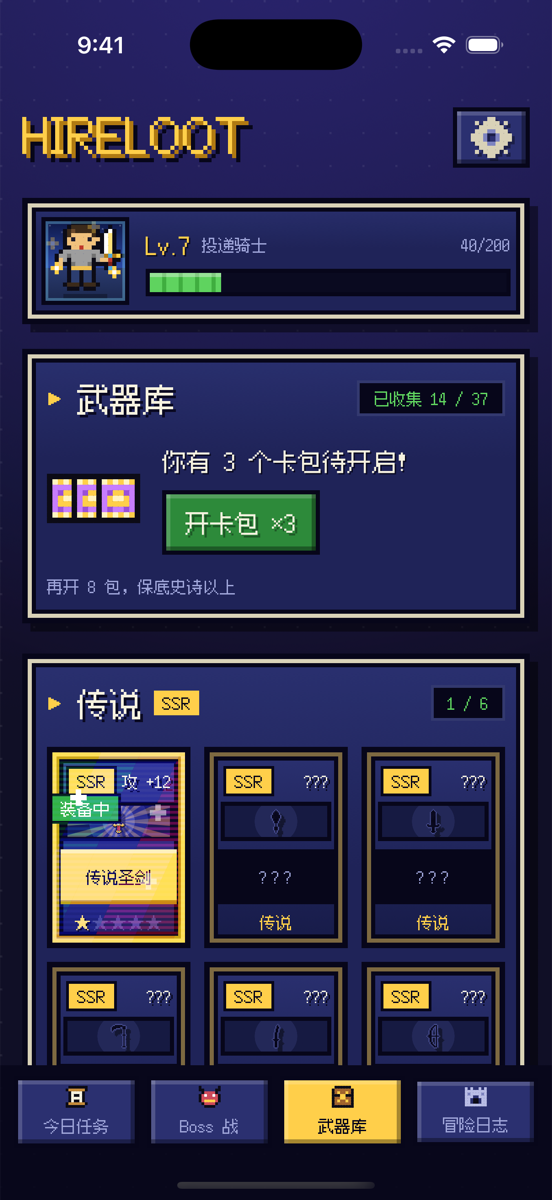 9:41
HIRELOOT
Lv.7 投递骑士 40/200
武器库 已收集 14 / 37
你有 3 个卡包待开启!
开卡包 ×3
再开 8 包，保底史诗以上
传说 SSR 1 / 6
SSR 攻 +12
装备中
传说圣剑
SSR ???
???
传说
SSR ???
???
传说
SSR ???
SSR ???
SSR ???
今日任务
Boss 战
武器库
冒险日志